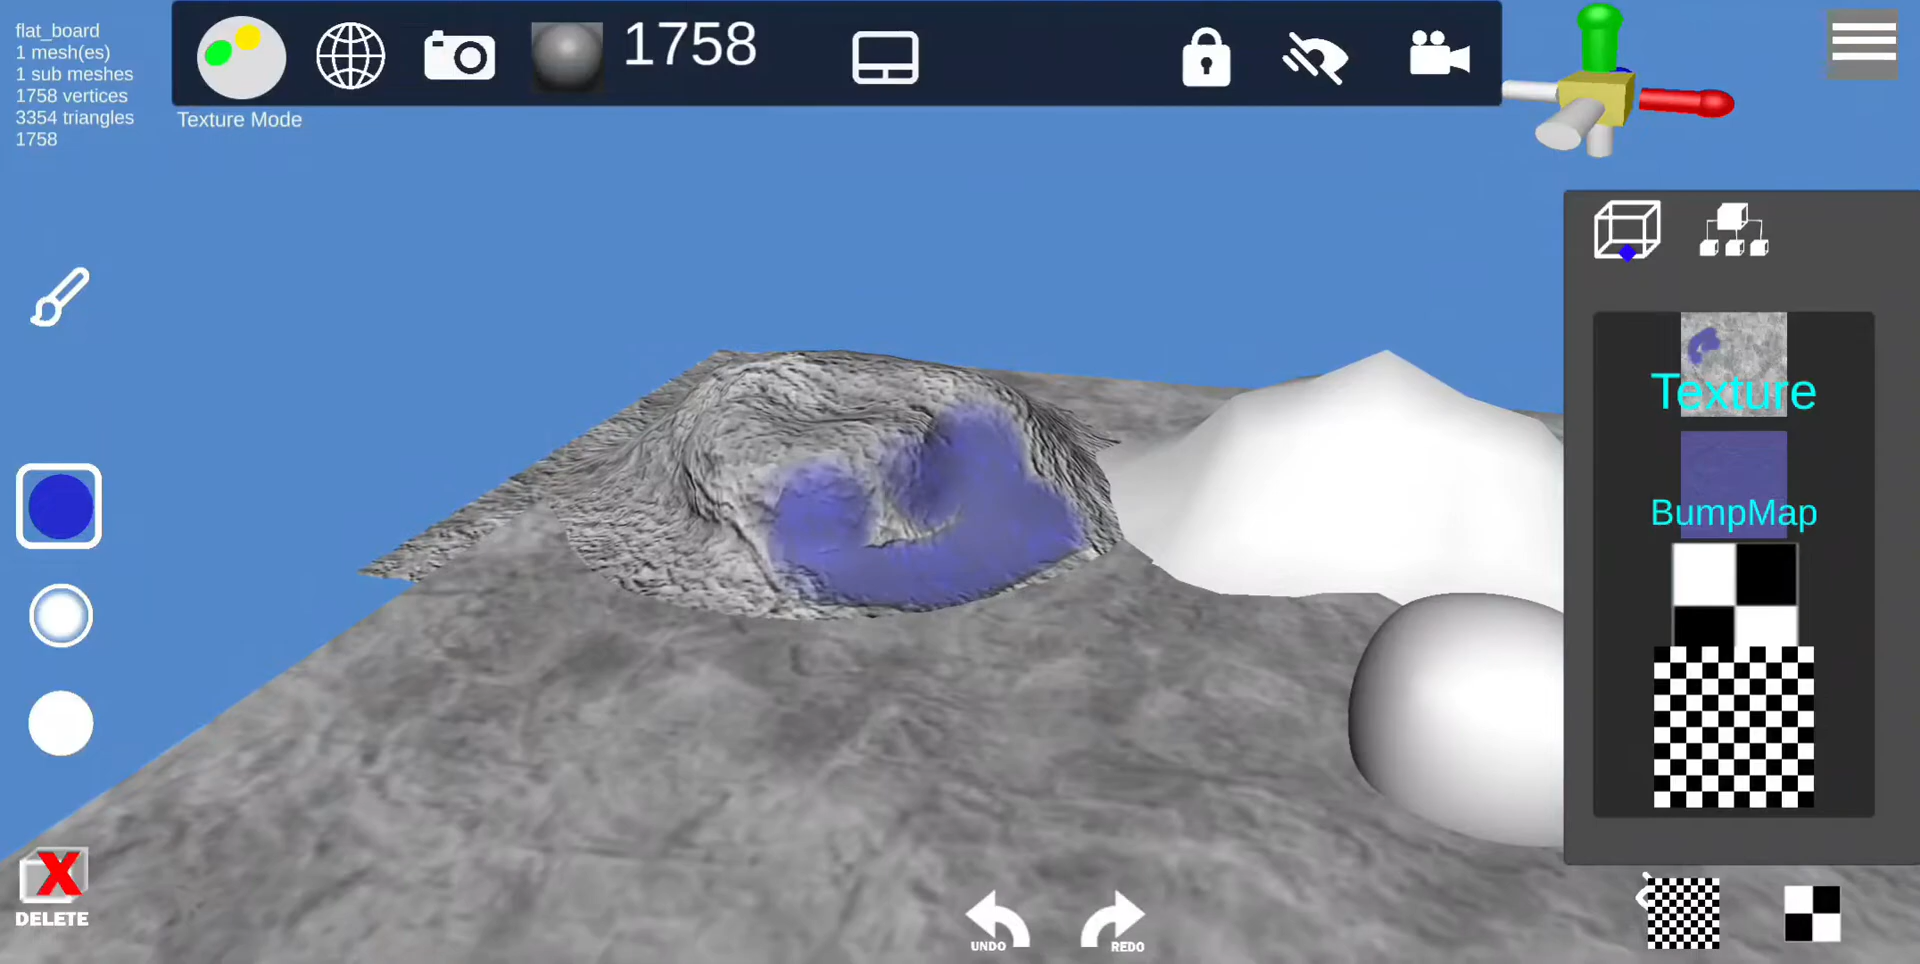 flat_board
1 mesh(es)
1 sub meshes
1758 vertices
3354 triangles
1758
1758
Texture Mode
Texture
BumpMap
X
DELETE
UNDO
REDO